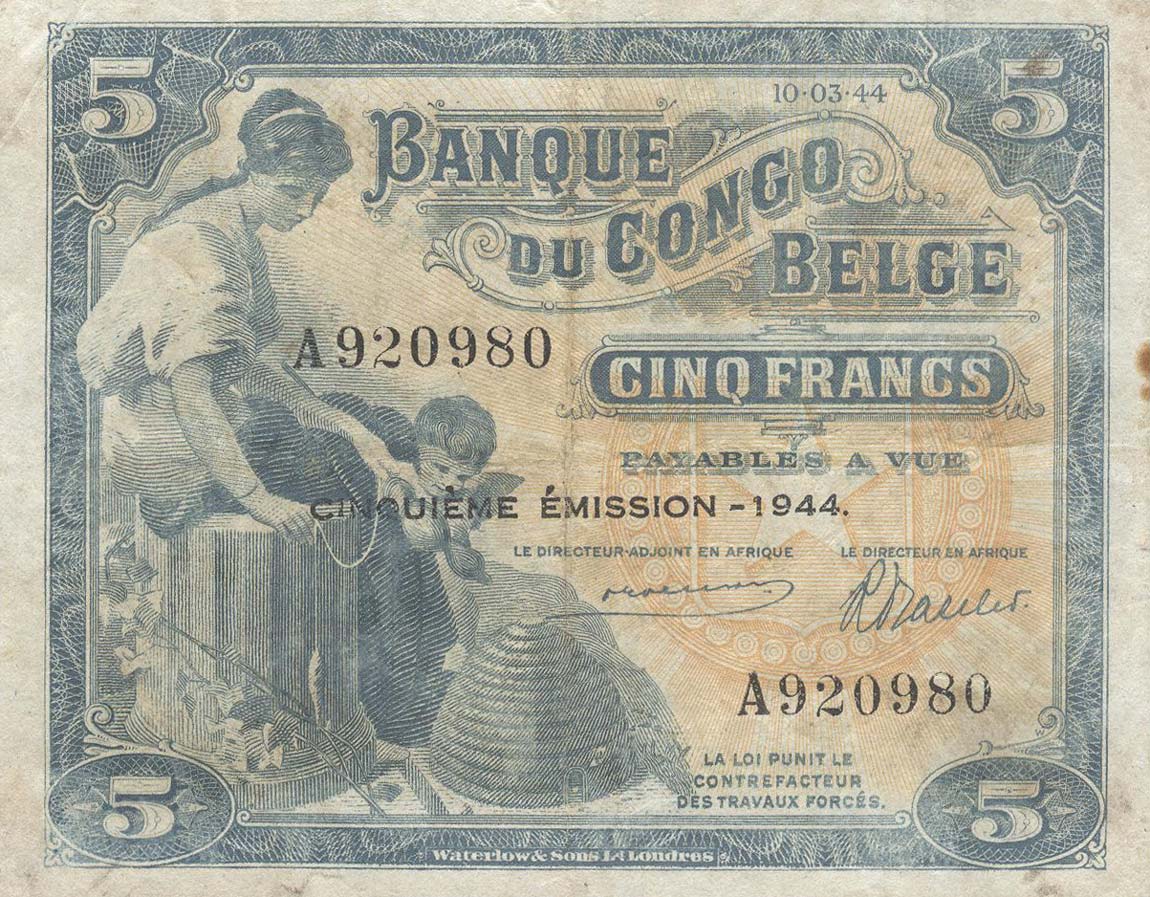 5 5
10·03·44
BANQUE
DU CONGO
BELGE
A920980
CINQ FRANCS
PAYABLES A VUE
CINQUIÈME ÉMISSION - 1944.
LE DIRECTEUR-ADJOINT EN AFRIQUE LE DIRECTEUR EN AFRIQUE
A920980
LA LOI PUNIT LE
CONTREFACTEUR
DES TRAVAUX FORCÉS.
5 5
Waterlow & Sons Ld Londres